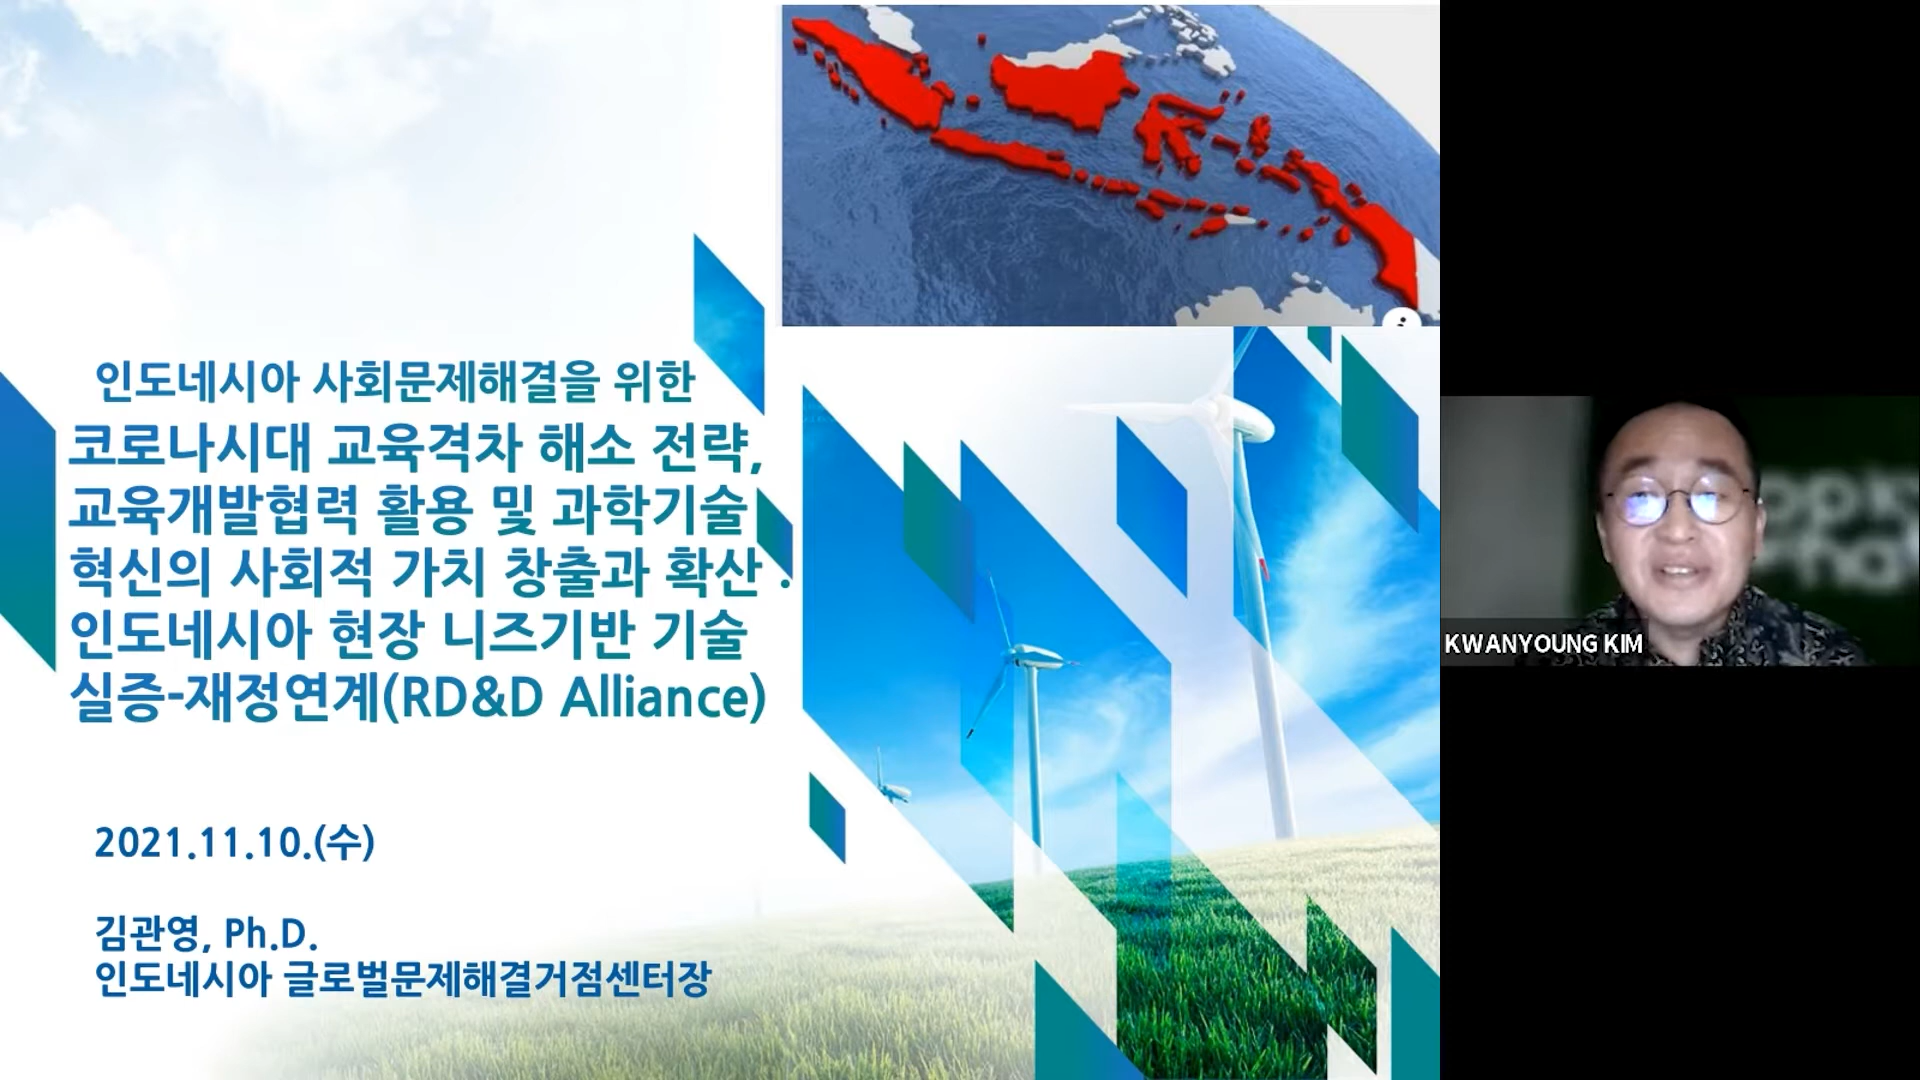 인도네시아 사회문제해결을 위한
코로나시대 교육격차 해소 전략,
교육개발협력 활용 및 과학기술
혁신의 사회적 가치 창출과 확산 :
인도네시아 현장 니즈기반 기술
실증-재정연계(RD&D Alliance)
2021.11.10.(수)
김관영, Ph.D.
인도네시아 글로벌문제해결거점센터장
KWANYOUNG KIM